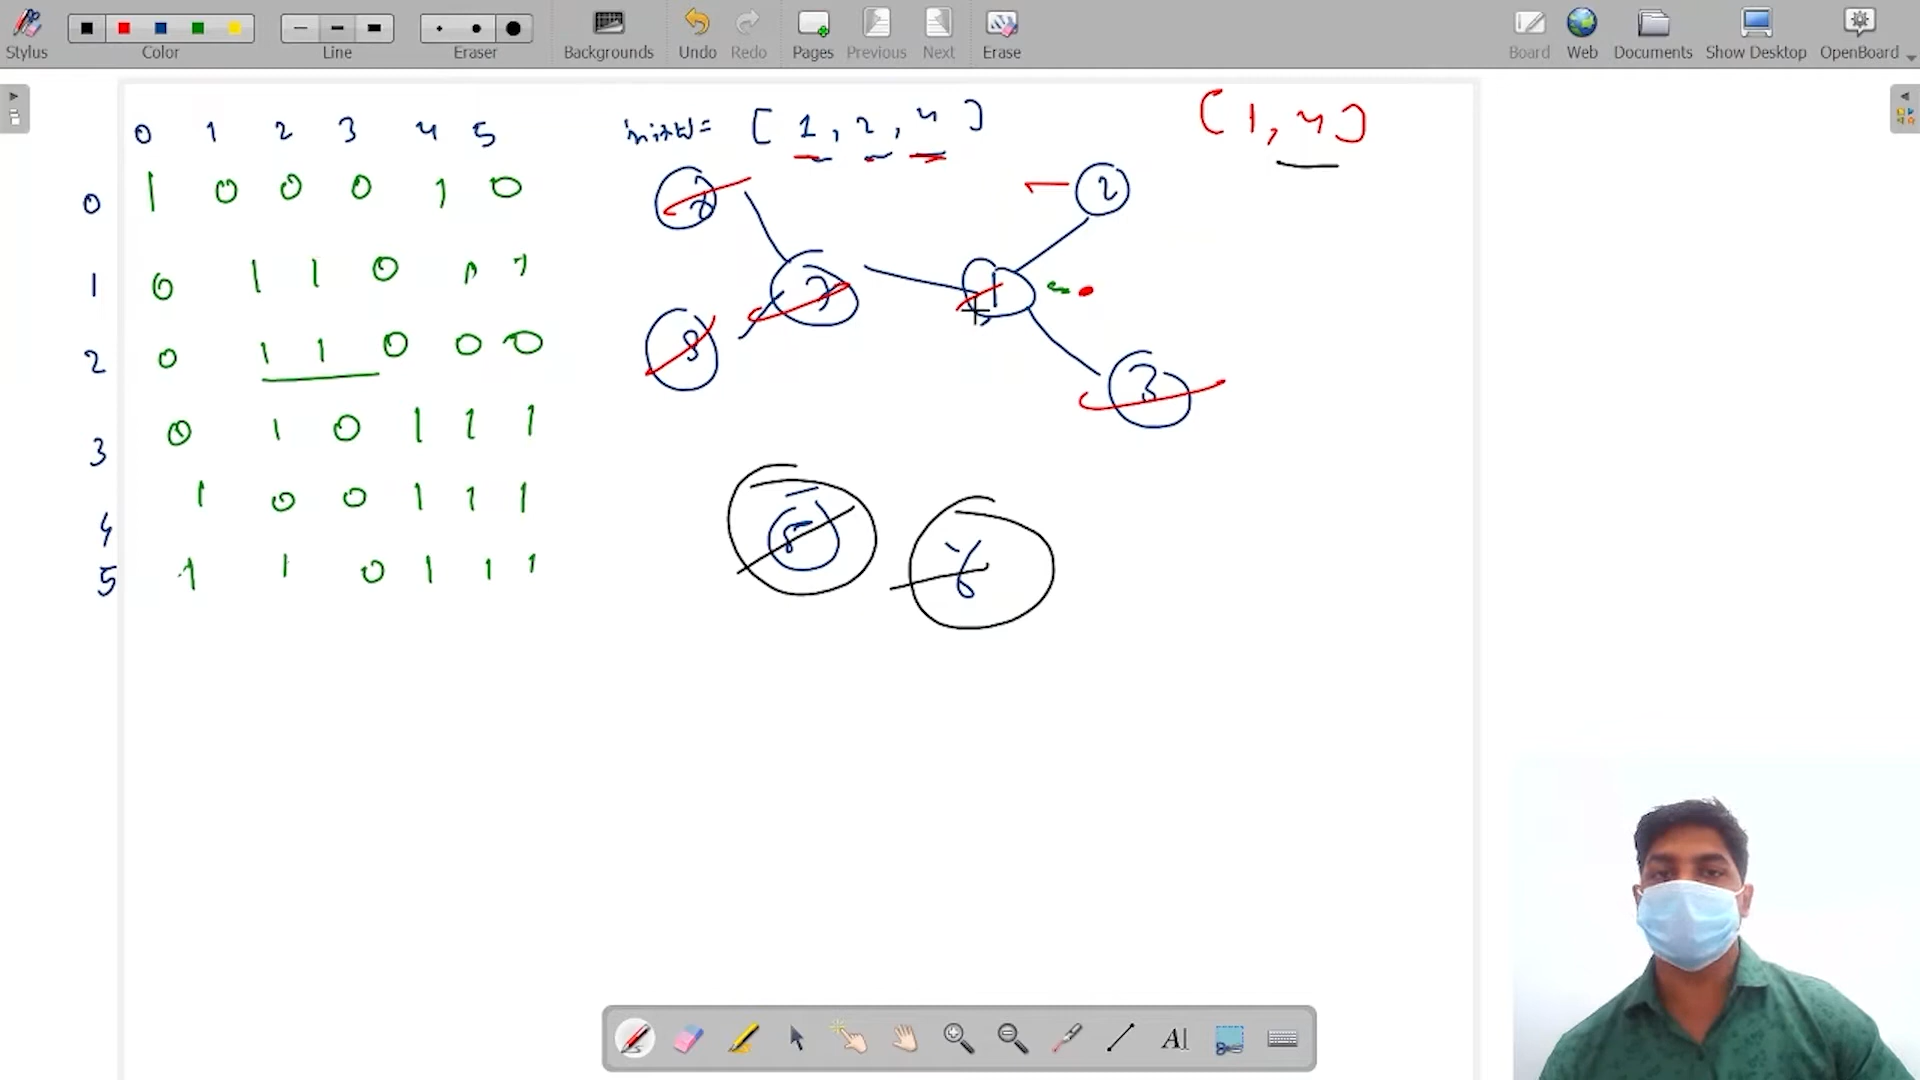 Stylus
Color
Line
Eraser
Backgrounds
Undo
Redo
Pages
Previous
Next
Erase
Board
Web
Documents
Show Desktop
OpenBoard
0 1 2 3 4 5
0 1 0 0 0 1 0
1 0 1 1 0
2 0 1 1 0 0 0
3 0 1 0 1 1 1
4 1 0 0 1 1 1
5 1 1 0 1 1 1
[ 1, 2, 4 ]
[1, 4]
2
1
8
3
5
6